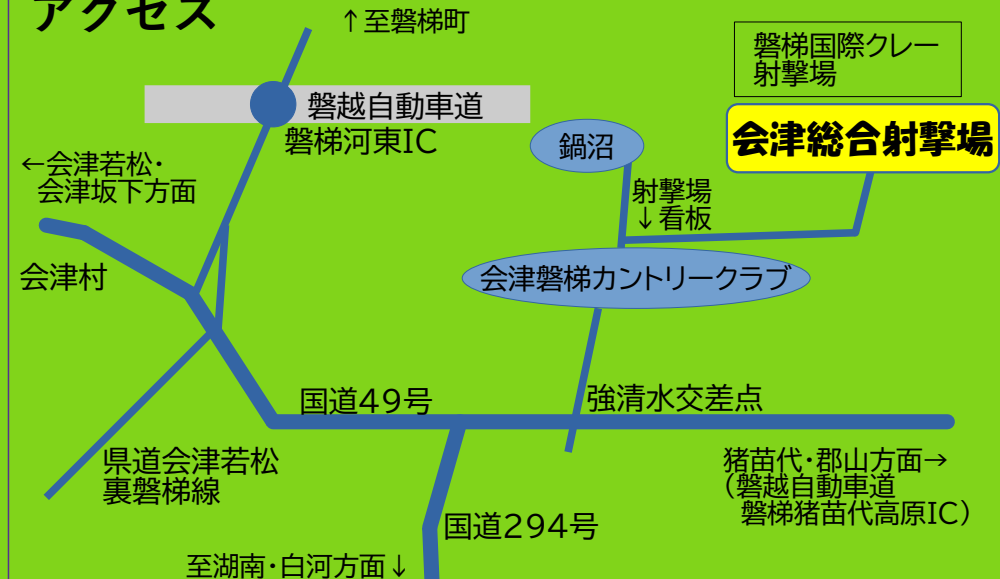 アクセス
↑至磐梯町
磐梯国際クレー
射撃場
磐越自動車道
磐梯河東IC
会津総合射撃場
鍋沼
←会津若松・
会津坂下方面
射撃場
↓看板
会津村
会津磐梯カントリークラブ
国道49号
強清水交差点
県道会津若松
裏磐梯線
猪苗代・郡山方面→
(磐越自動車道
磐梯猪苗代高原IC)
国道294号
至湖南・白河方面↓